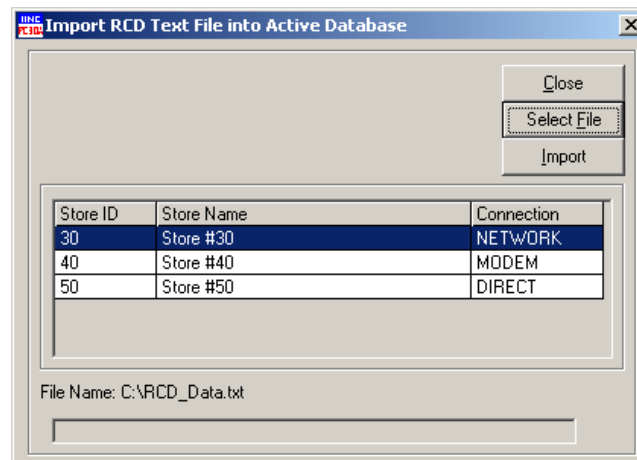 Import RCD Text File into Active Database
Close
Select File
Import
Store ID Store Name Connection
30 Store #30 NETWORK
40 Store #40 MODEM
50 Store #50 DIRECT
File Name: C:\RCD_Data.txt